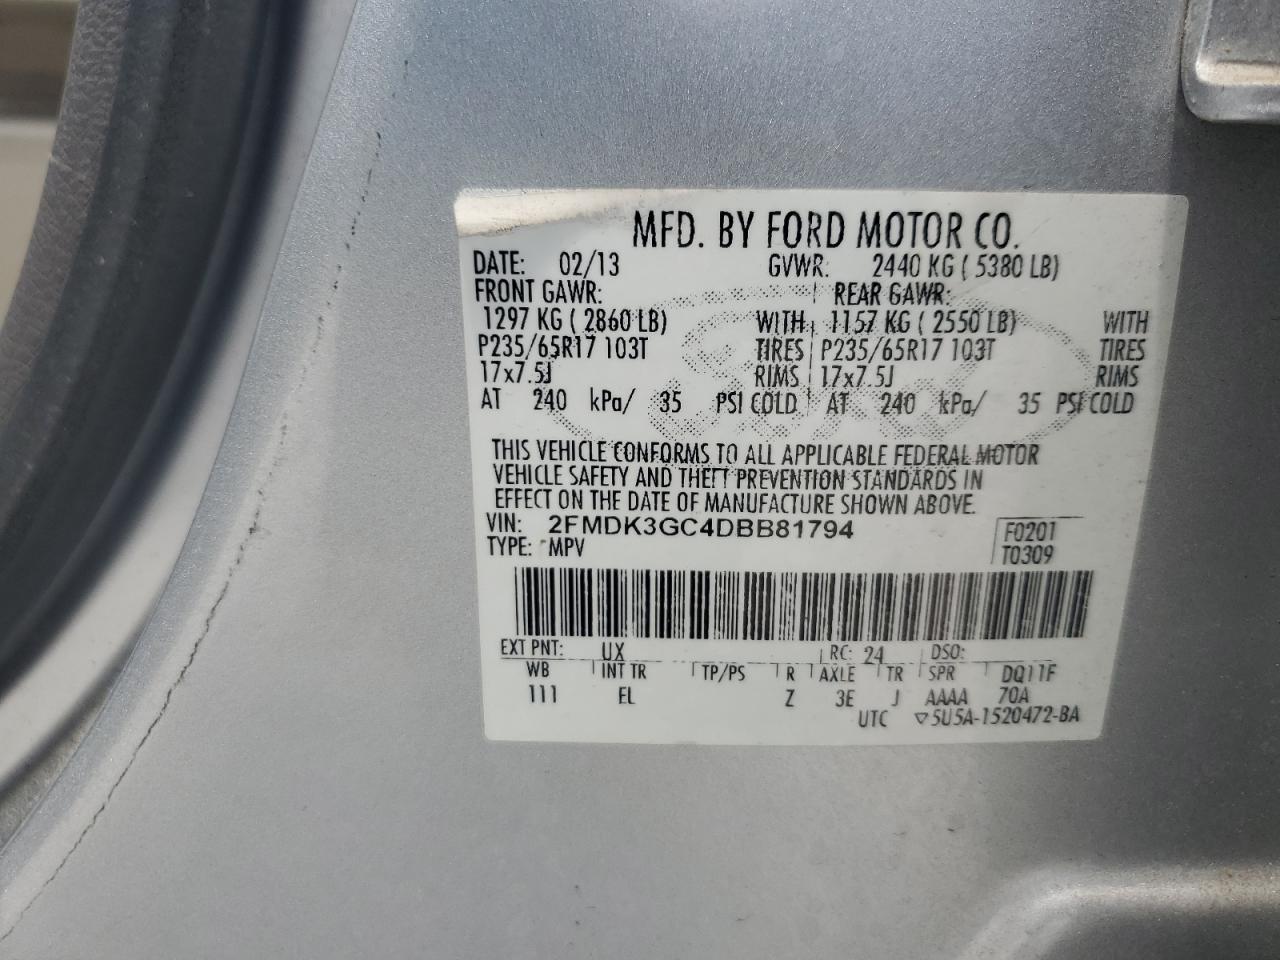 MFD. BY FORD MOTOR CO.
DATE: 02/13 GVWR: 2440 KG ( 5380 LB)
FRONT GAWR: REAR GAWR:
1297 KG ( 2860 LB) WITH 1157 KG ( 2550 LB) WITH
P235/65R17 103T TIRES P235/65R17 103T TIRES
17x7.5J RIMS 17x7.5J RIMS
AT 240 kPa/ 35 PSI COLD AT 240 kPa/ 35 PSI COLD
THIS VEHICLE CONFORMS TO ALL APPLICABLE FEDERAL MOTOR
VEHICLE SAFETY AND THEFT PREVENTION STANDARDS IN
EFFECT ON THE DATE OF MANUFACTURE SHOWN ABOVE.
VIN: 2FMDK3GC4DBB81794 F0201
TYPE: MPV T0309
EXT PNT: UX RC: 24 DSO:
WB INT TR TP/PS R AXLE TR SPR DQ11F
111 EL Z 3E J AAAA 70A
UTC ▽5U5A-1520472-BA